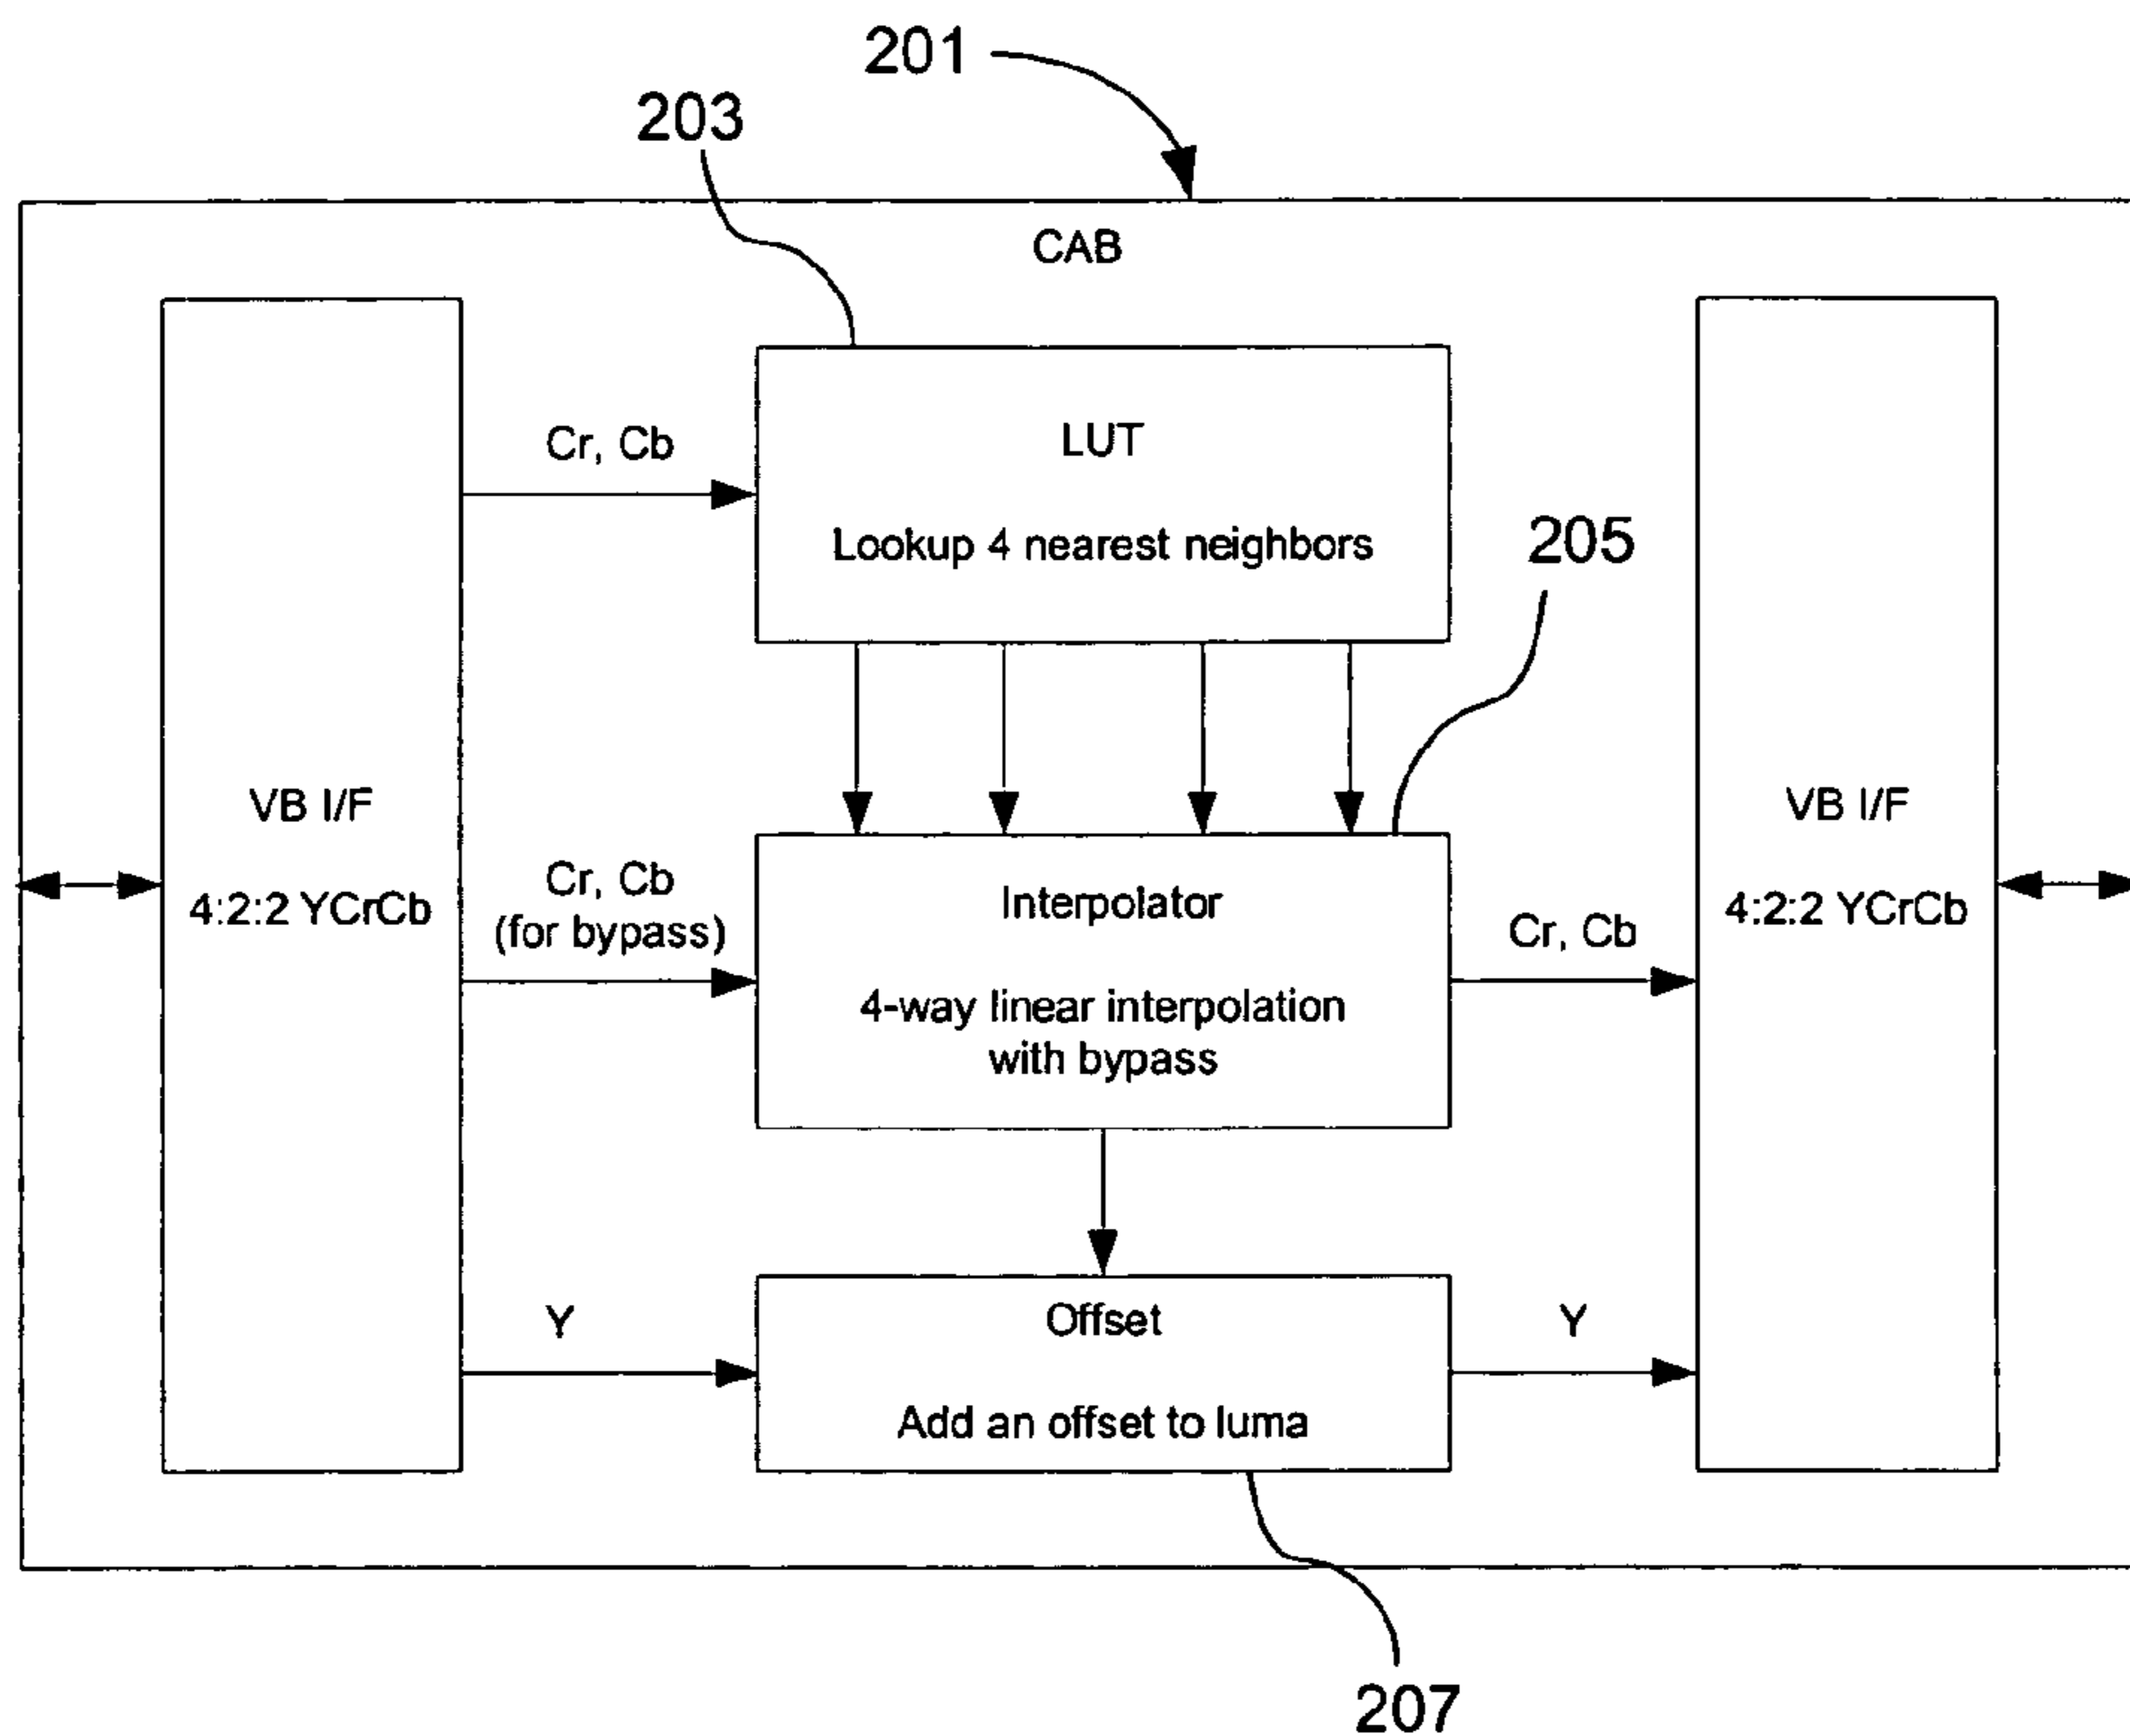 201
203
CAB
LUT
Cr, Cb
Lookup 4 nearest neighbors
205
VB I/F
4:2:2 YCrCb
Cr, Cb
(for bypass)
Interpolator
4-way linear interpolation
with bypass
Cr, Cb
VB I/F
4:2:2 YCrCb
Y
Offset
Add an offset to luma
Y
207